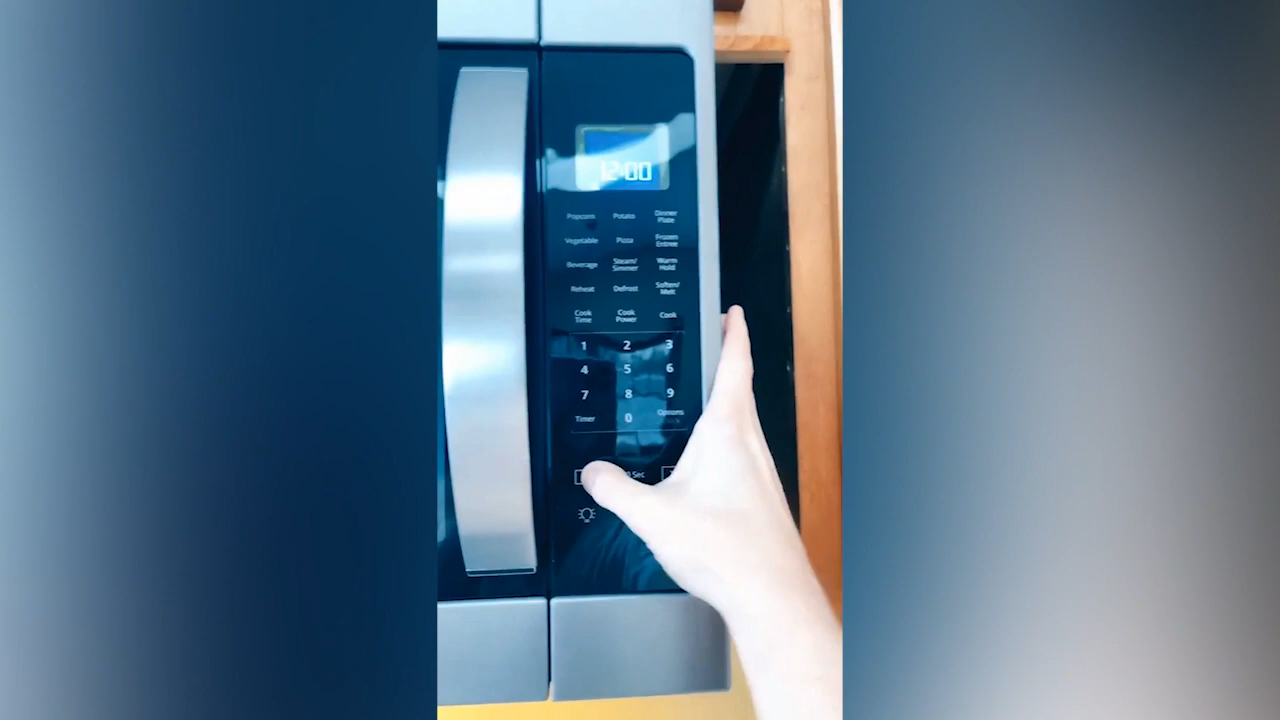 12:00
Popcorn Potato Dinner Plate
Vegetable Pizza Frozen Entree
Beverage Steam/ Simmer Warm Hold
Reheat Defrost Soften/ Melt
Cook Time Cook Power Cook
1 2 3
4 5 6
7 8 9
Timer 0 Options
Sec